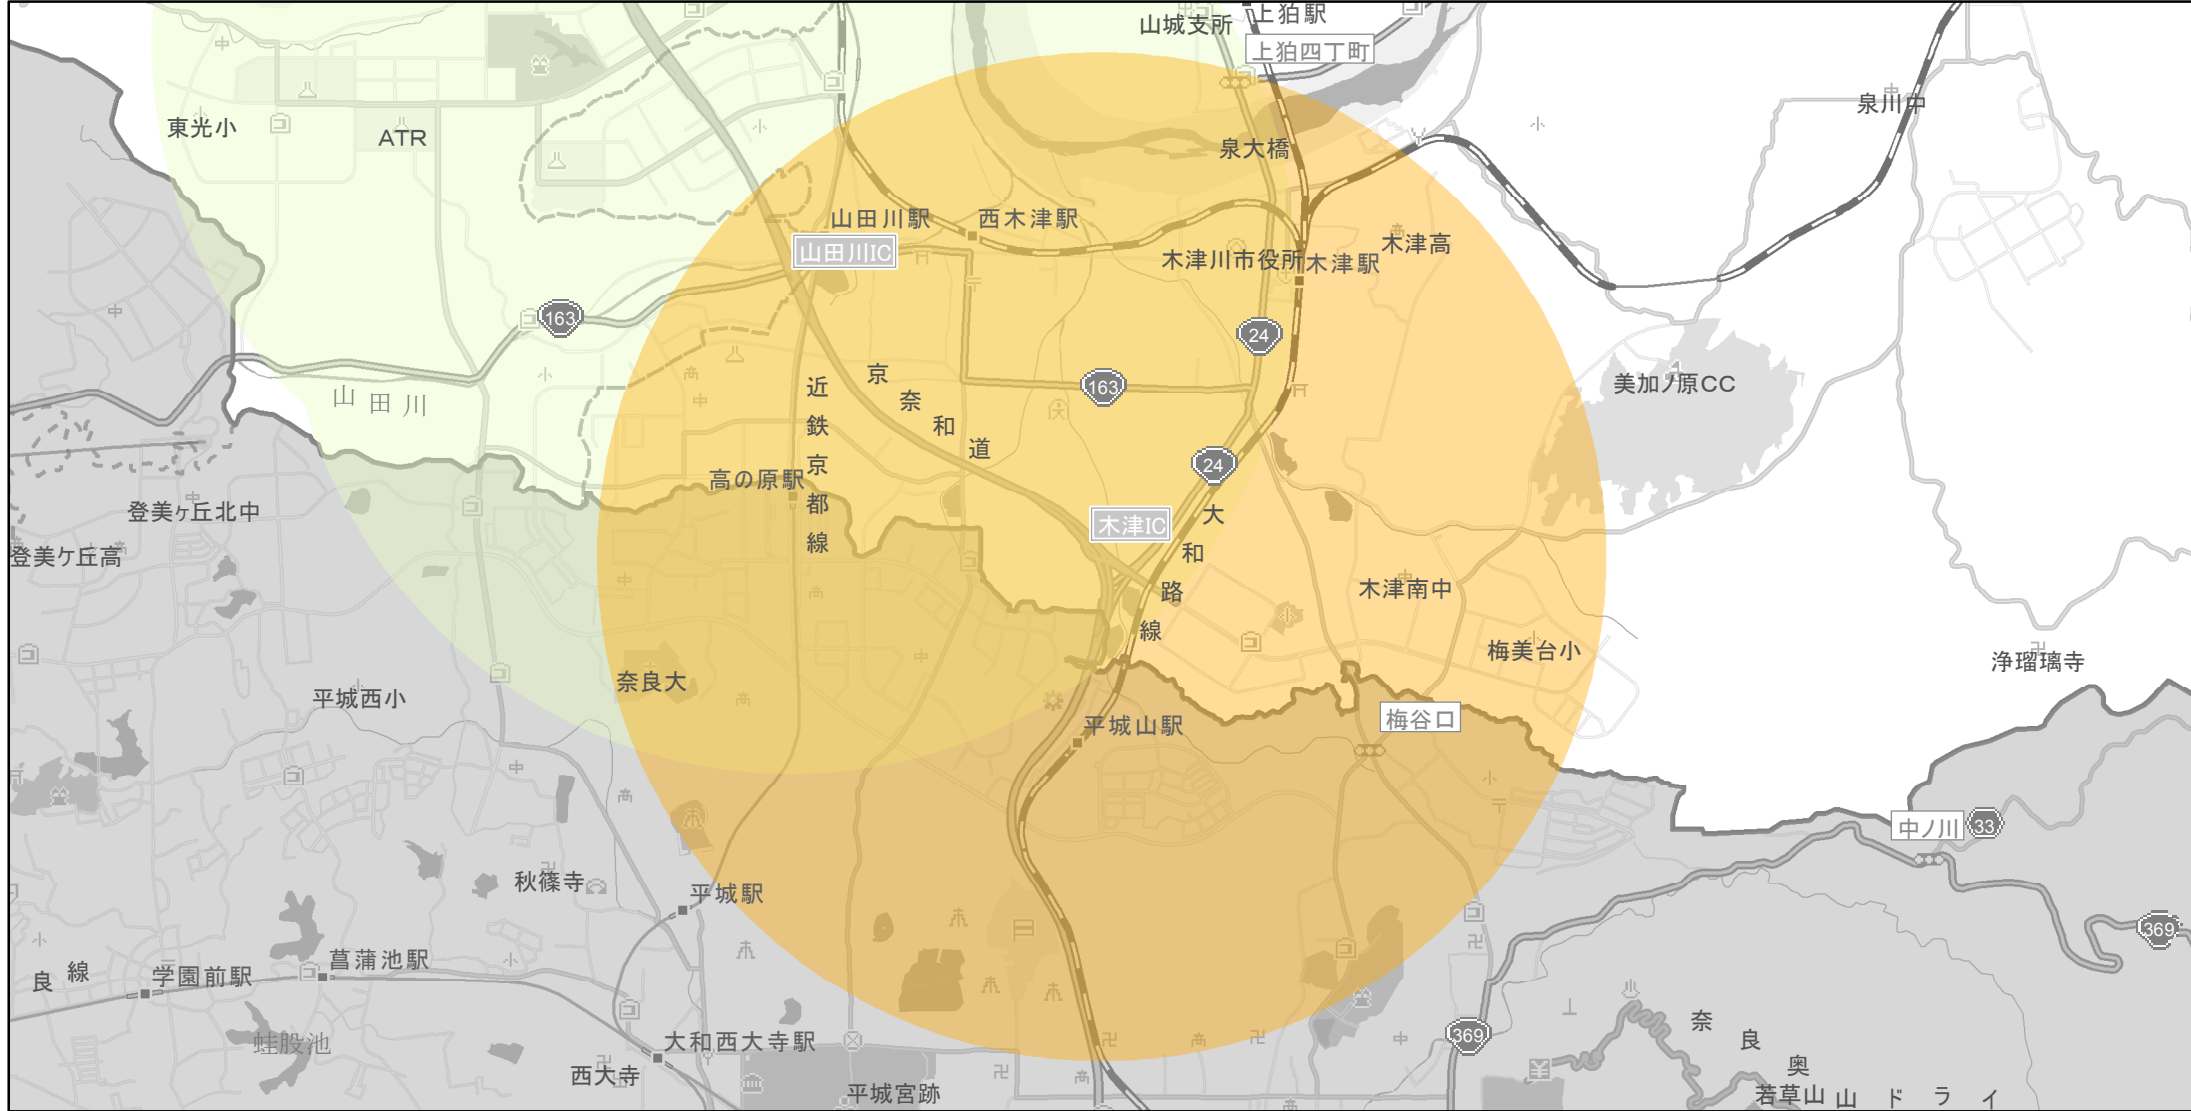 山城支所
上狛駅
上狛四丁町
東光小
ATR
泉大橋
泉川中
山田川駅
西木津駅
山田川IC
木津川市役所
木津駅
木津高
163
24
163
美加ノ原CC
山田川
近鉄京都線
京奈和道
高の原駅
24
登美ヶ丘北中
登美ケ丘高
木津IC
大和路線
木津南中
梅美台小
浄瑠璃寺
奈良大
平城西小
平城山駅
梅谷口
中ノ川
33
秋篠寺
平城駅
369
良線
学園前駅
菖蒲池駅
蛙股池
大和西大寺駅
西大寺
平城宮跡
369
奈良奥
若草山
山ドライ